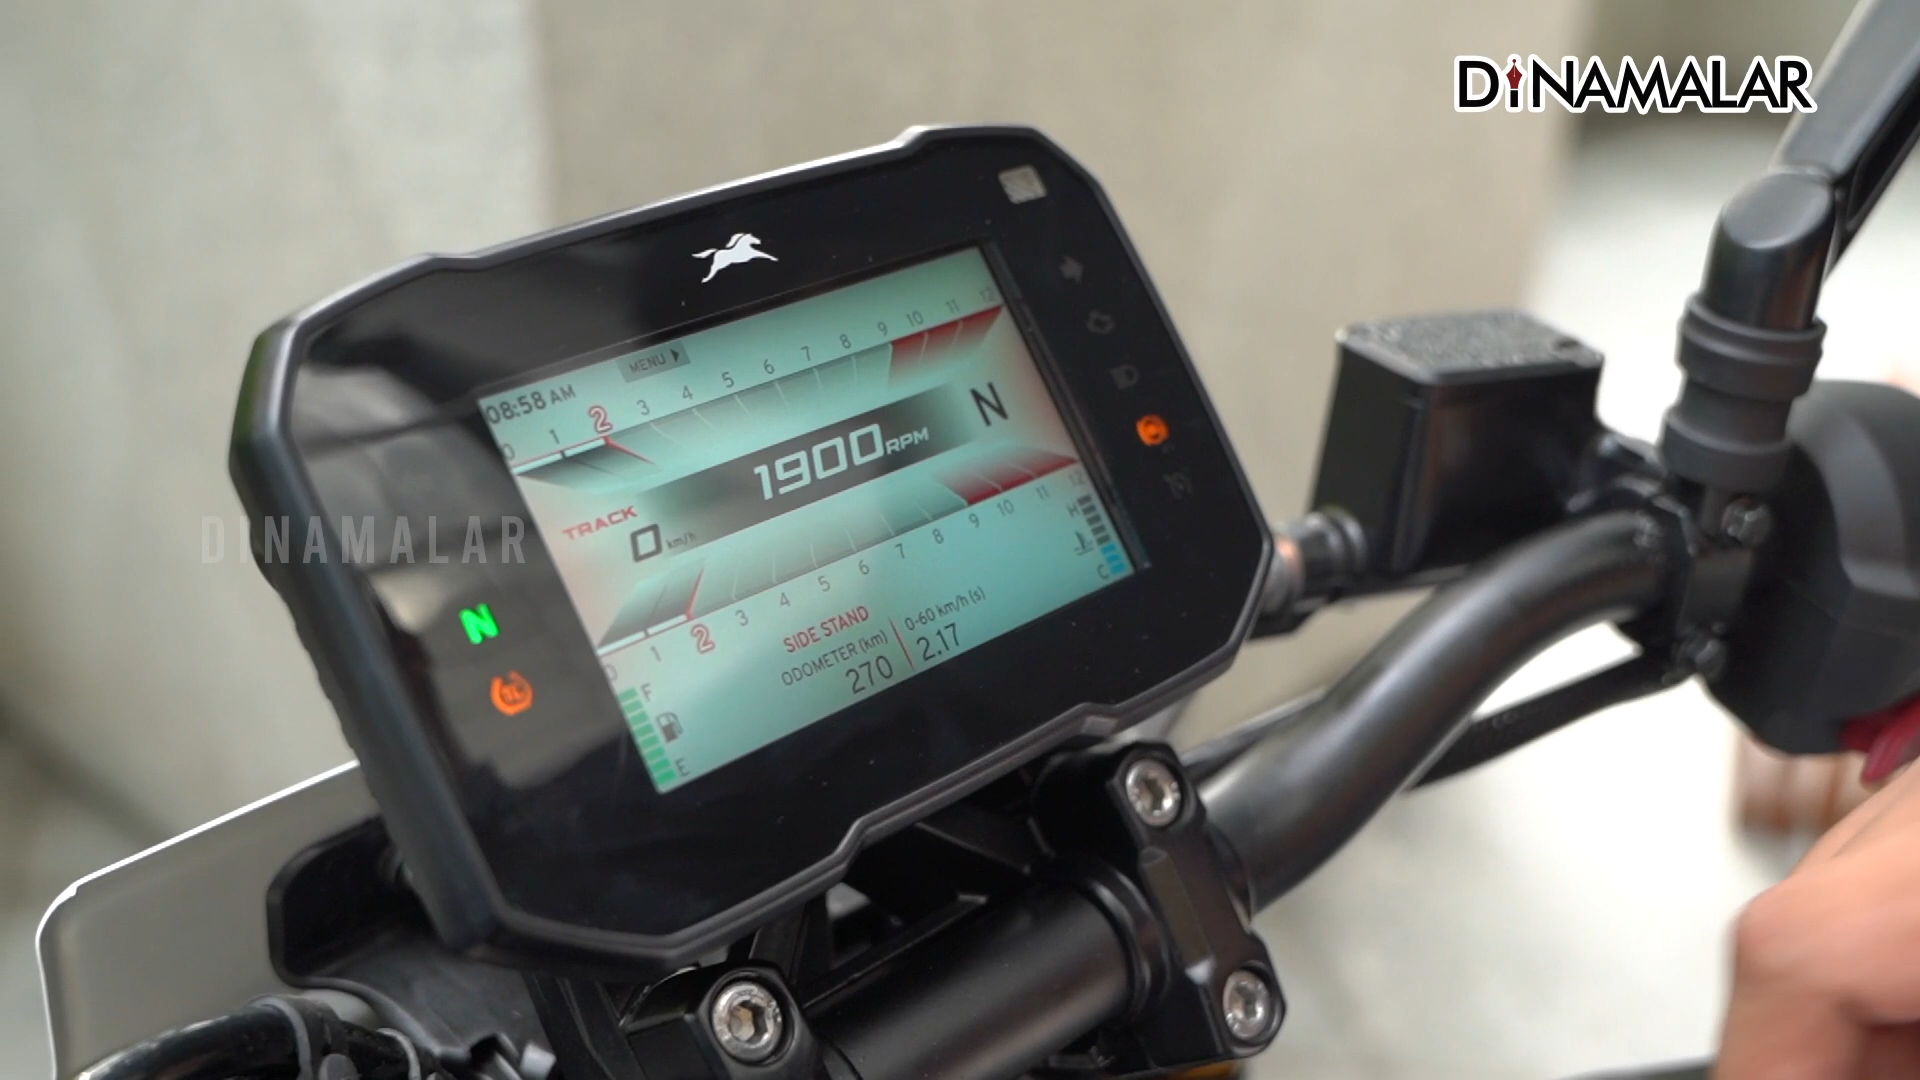 DiNAMALAR
08:58 AM
MENU
0 1 2 3 4 5 6 7 8 9 10 11 12
1900 RPM
N
TRACK
0 km/h
0 1 2 3 4 5 6 7 8 9 10 11 12
H
C
SIDE STAND
ODOMETER (km)
270
0-60 km/h (s)
2.17
F
E
N
DINAMALAR